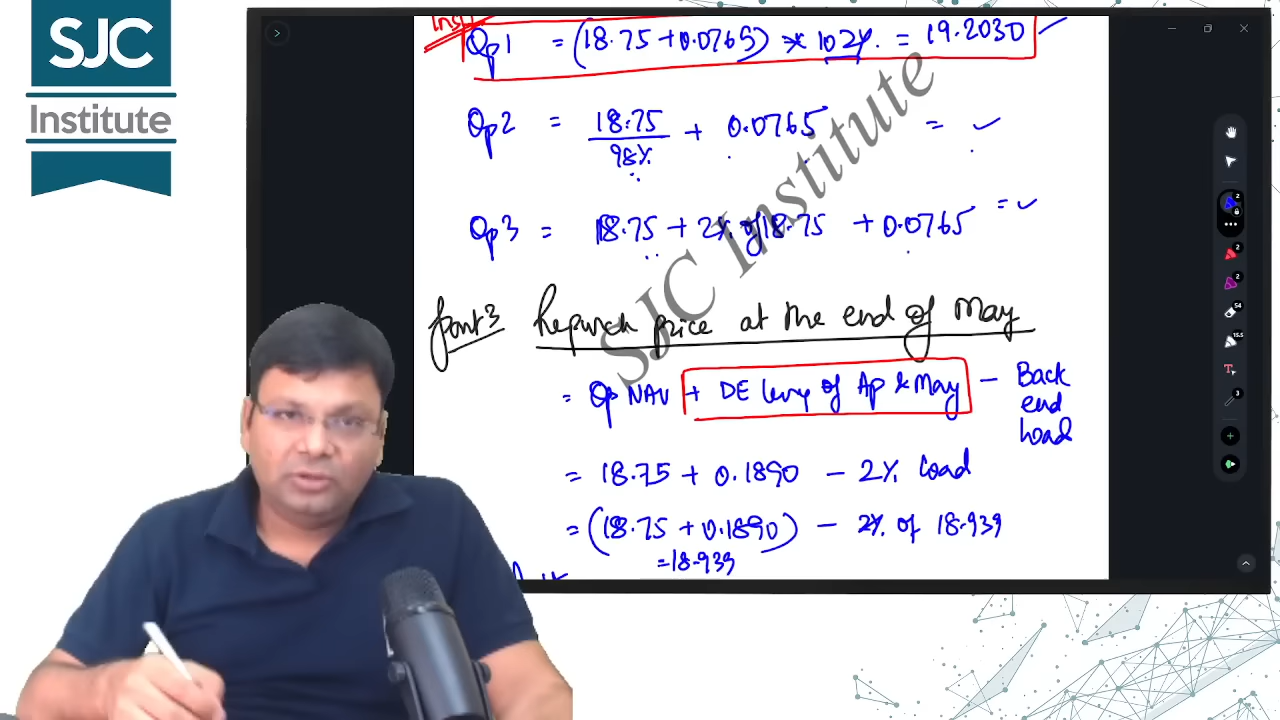 SJC
Institute
Op1 = (18.75 + 0.0765) * 102% = 19.2030
Op2 = 18.75 / 98% + 0.0765 =
Op3 = 18.75 + 2% of 18.75 + 0.0765 =
SJC Institute
Part 3 Repurch price at the end of May
= Op NAV + DE levy of Ap & May - Back end Load
= 18.75 + 0.1890 - 2% Load
= (18.75 + 0.1890) - 2% of 18.939
= 18.939